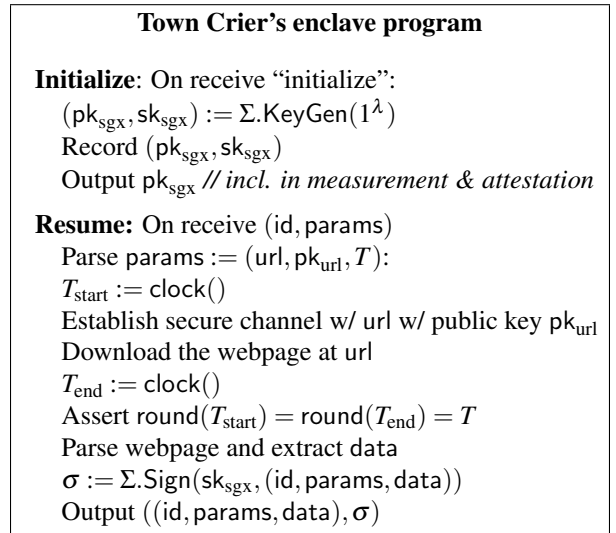 Town Crier's enclave program
Initialize: On receive “initialize”:
(pk_sgx, sk_sgx) := Σ.KeyGen(1^λ)
Record (pk_sgx, sk_sgx)
Output pk_sgx // incl. in measurement & attestation
Resume: On receive (id, params)
Parse params := (url, pk_url, T):
T_start := clock()
Establish secure channel w/ url w/ public key pk_url
Download the webpage at url
T_end := clock()
Assert round(T_start) = round(T_end) = T
Parse webpage and extract data
σ := Σ.Sign(sk_sgx, (id, params, data))
Output ((id, params, data), σ)